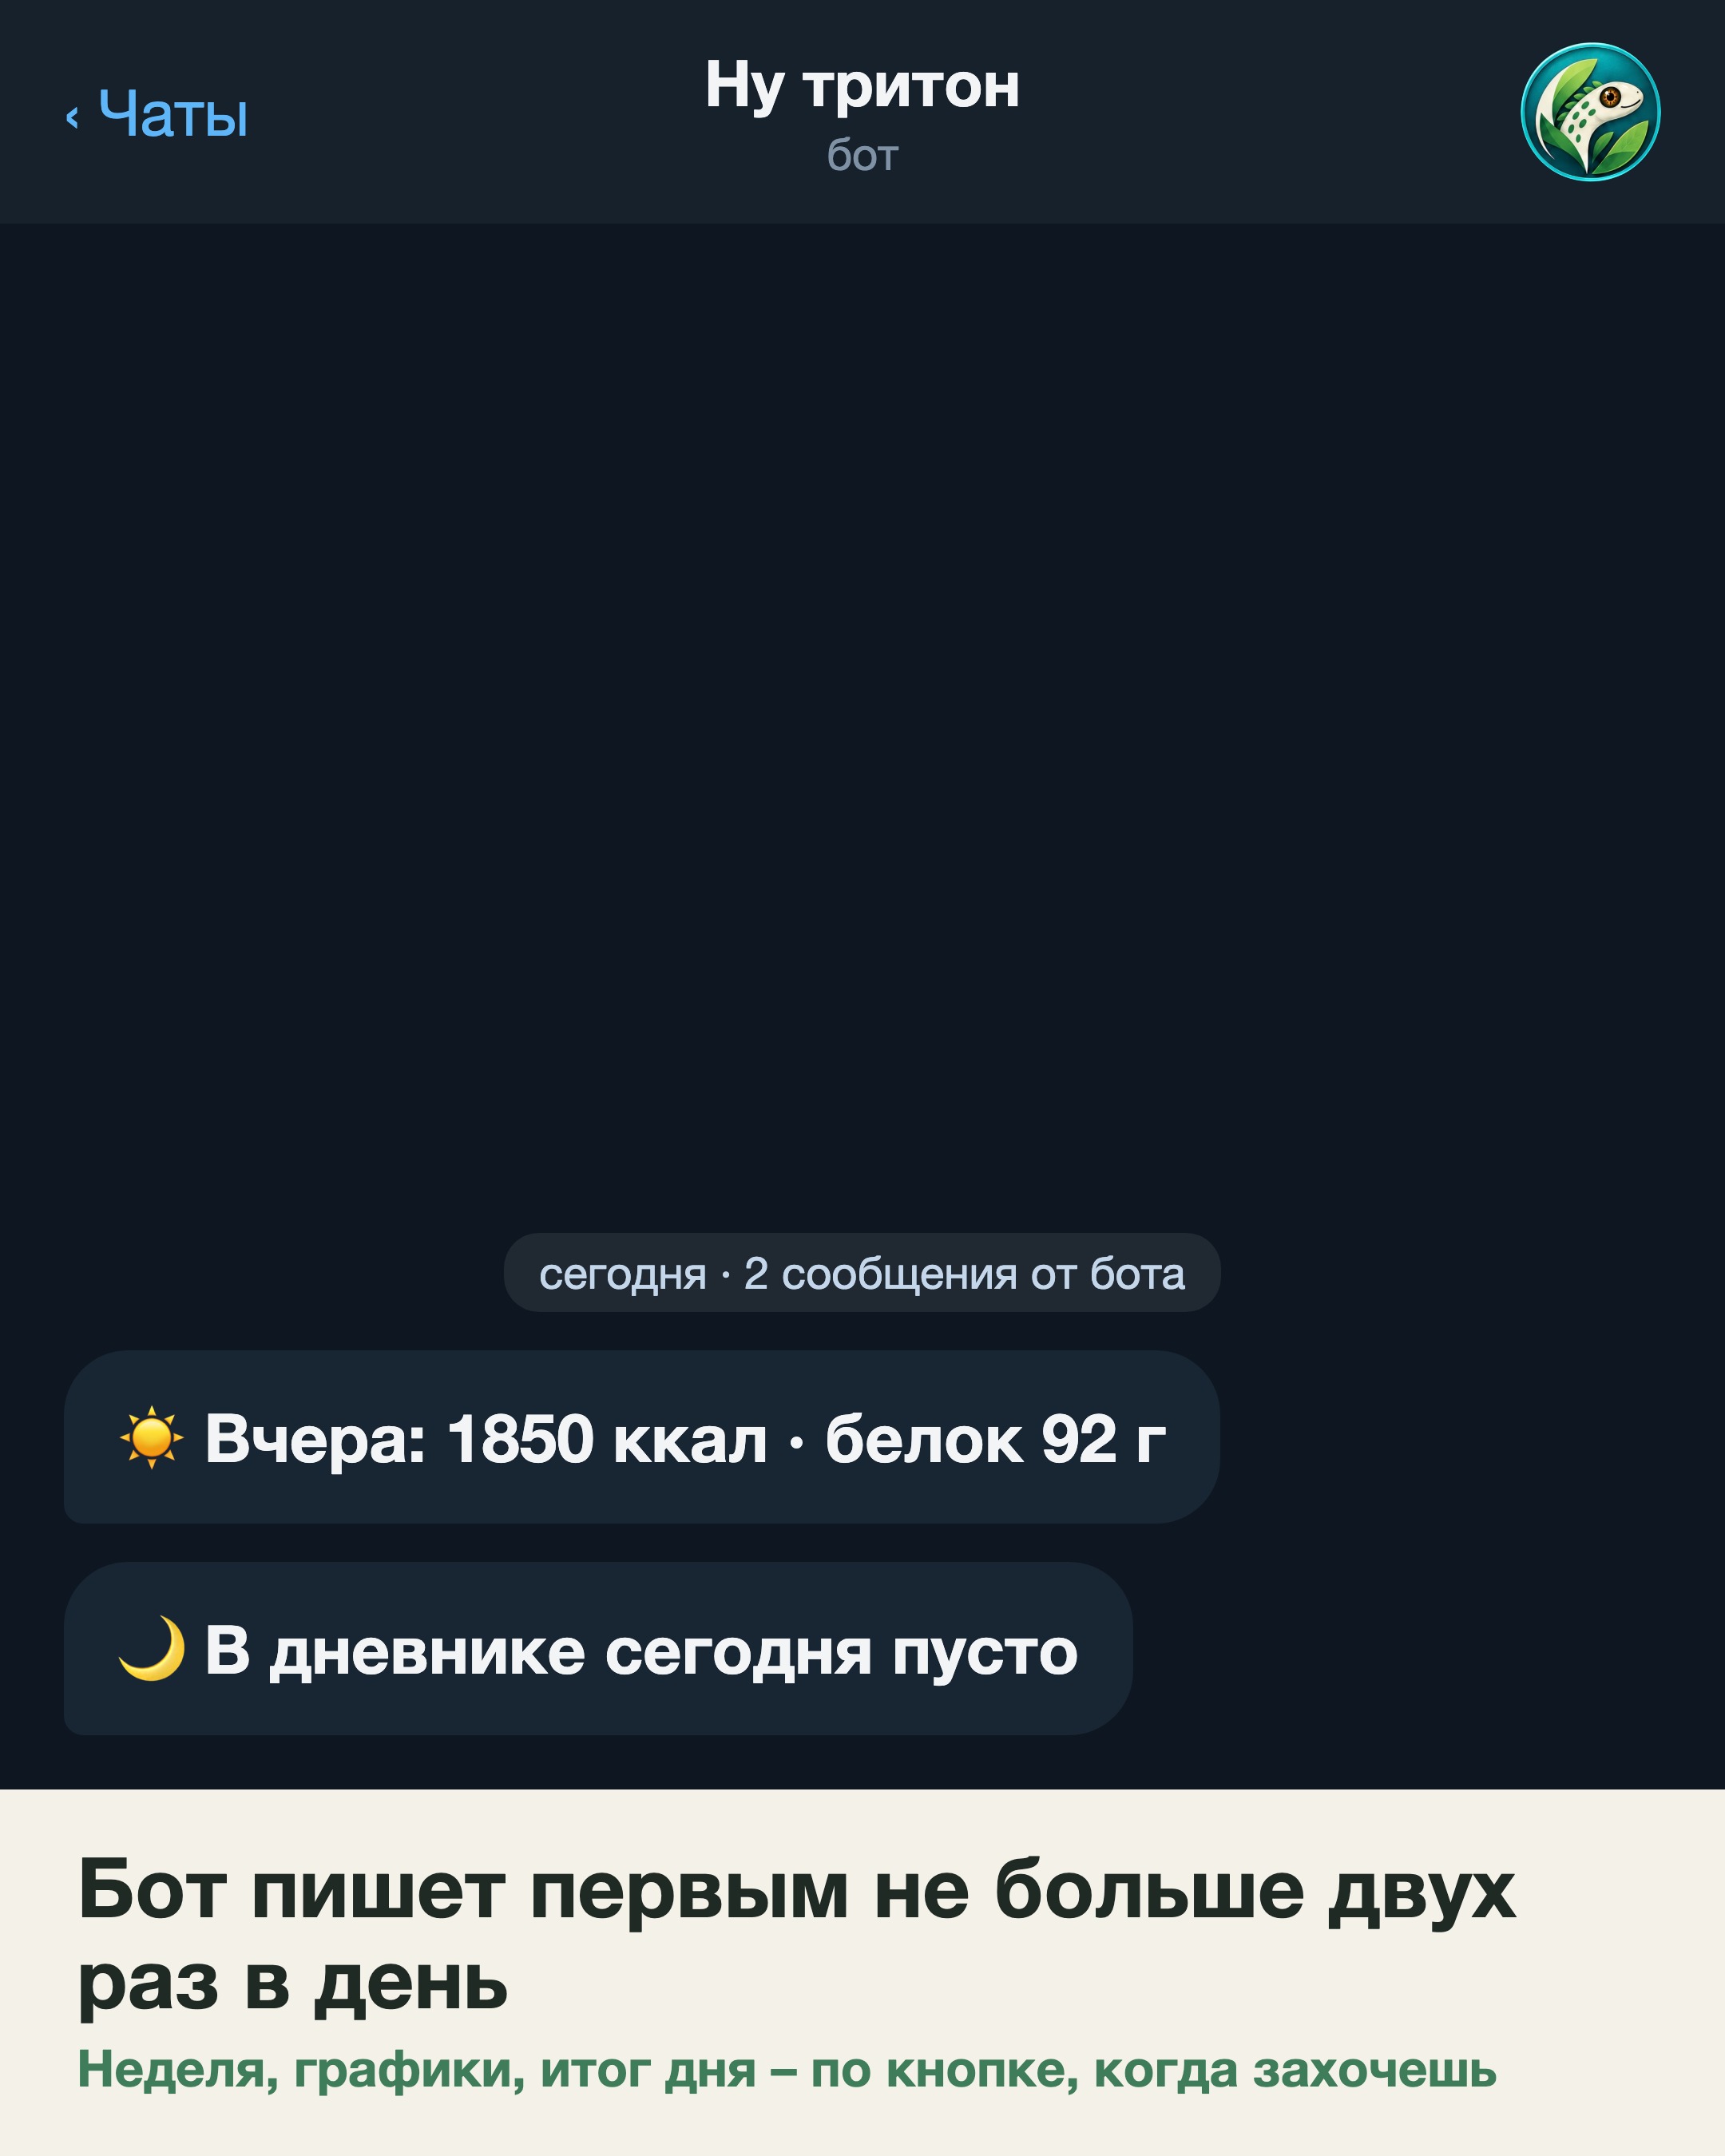 ‹ Чаты
Ну тритон
бот
сегодня · 2 сообщения от бота
☀️ Вчера: 1850 ккал · белок 92 г
🌙 В дневнике сегодня пусто
Бот пишет первым не больше двух
раз в день
Неделя, графики, итог дня – по кнопке, когда захочешь